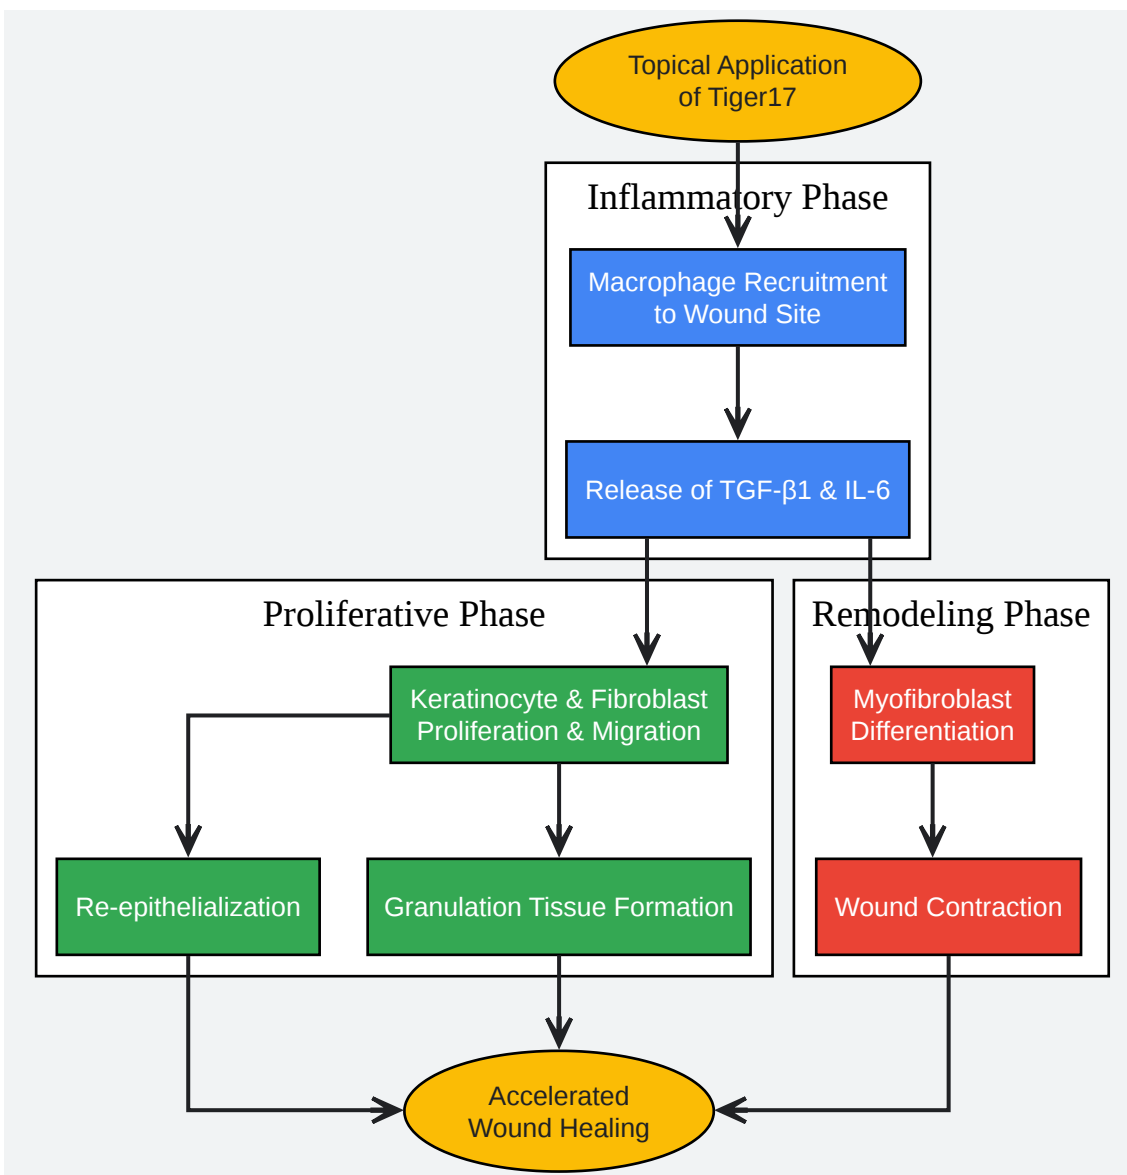 Topical Application
of Tiger17
Inflammatory Phase
Macrophage Recruitment
to Wound Site
Release of TGF-β1 & IL-6
Proliferative Phase
Remodeling Phase
Keratinocyte & Fibroblast
Proliferation & Migration
Myofibroblast
Differentiation
Re-epithelialization
Granulation Tissue Formation
Wound Contraction
Accelerated
Wound Healing